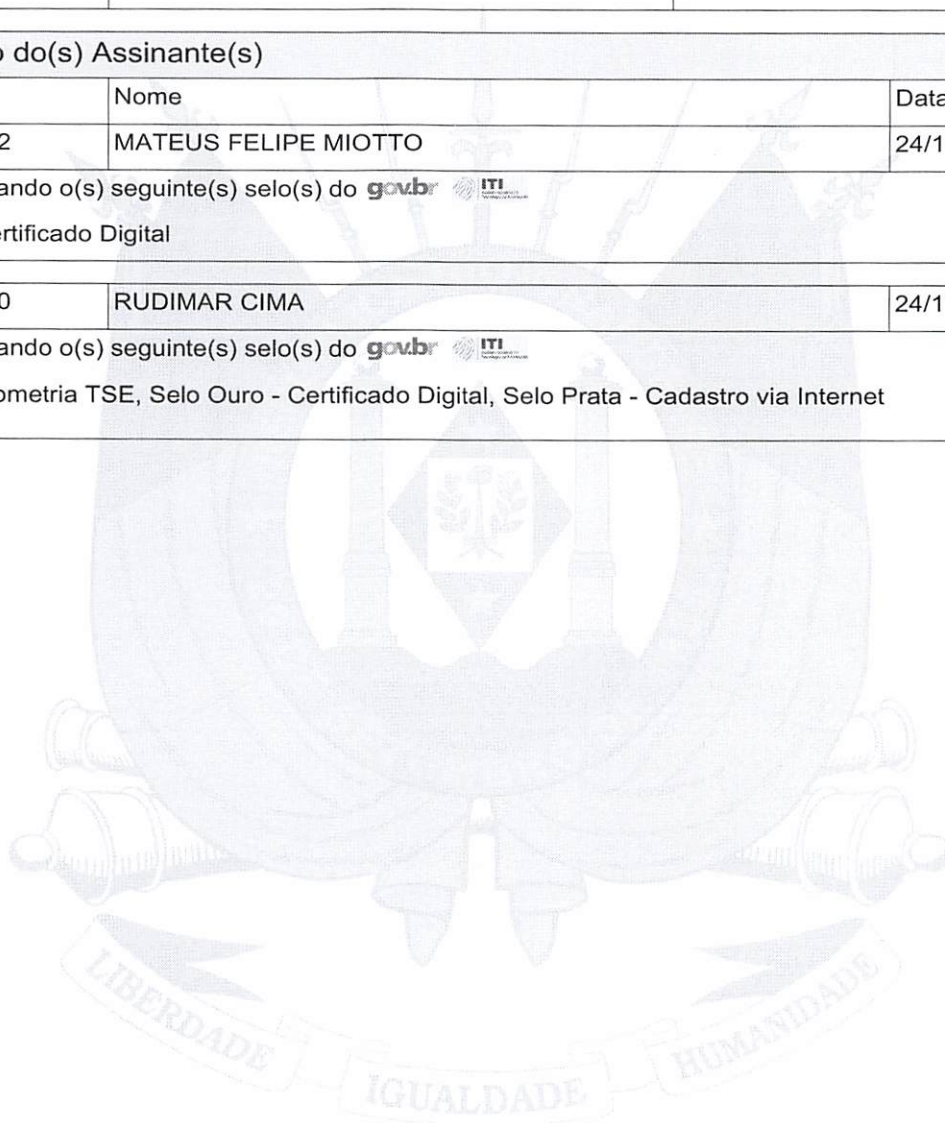 o do(s) Assinante(s)
Nome Data
2 MATEUS FELIPE MIOTTO 24/1
ando o(s) seguinte(s) selo(s) do gov.br ITI
ertificado Digital
0 RUDIMAR CIMA 24/1
ando o(s) seguinte(s) selo(s) do gov.br ITI
ometria TSE, Selo Ouro - Certificado Digital, Selo Prata - Cadastro via Internet
LIBERDADE IGUALDADE HUMANIDADE